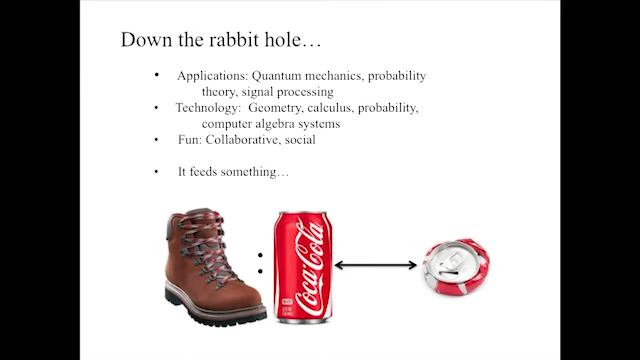 Down the rabbit hole…
• Applications: Quantum mechanics, probability
theory, signal processing
• Technology: Geometry, calculus, probability,
computer algebra systems
• Fun: Collaborative, social
• It feeds something…
:
Coca-Cola